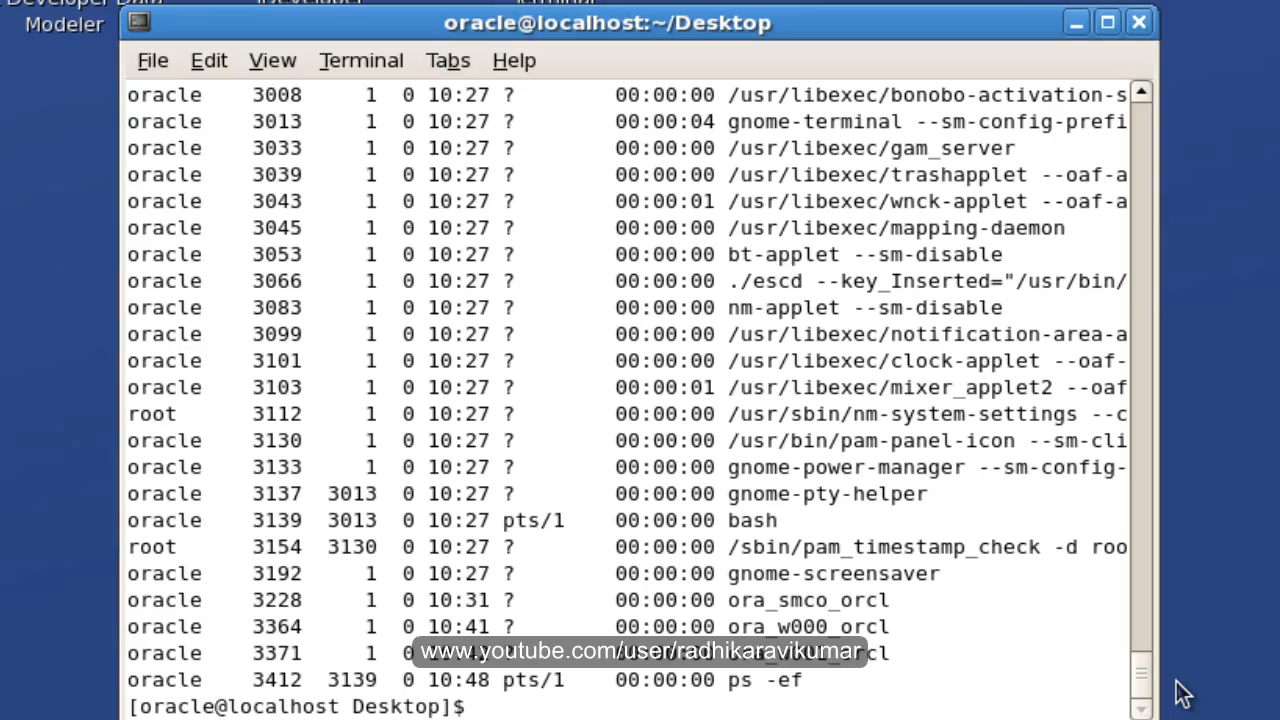 Developer Data
Modeler
oracle@localhost:~/Desktop
File Edit View Terminal Tabs Help
oracle 3008 1 0 10:27 ? 00:00:00 /usr/libexec/bonobo-activation-s
oracle 3013 1 0 10:27 ? 00:00:04 gnome-terminal --sm-config-prefi
oracle 3033 1 0 10:27 ? 00:00:00 /usr/libexec/gam_server
oracle 3039 1 0 10:27 ? 00:00:00 /usr/libexec/trashapplet --oaf-a
oracle 3043 1 0 10:27 ? 00:00:01 /usr/libexec/wnck-applet --oaf-a
oracle 3045 1 0 10:27 ? 00:00:00 /usr/libexec/mapping-daemon
oracle 3053 1 0 10:27 ? 00:00:00 bt-applet --sm-disable
oracle 3066 1 0 10:27 ? 00:00:00 ./escd --key_Inserted="/usr/bin/
oracle 3083 1 0 10:27 ? 00:00:00 nm-applet --sm-disable
oracle 3099 1 0 10:27 ? 00:00:00 /usr/libexec/notification-area-a
oracle 3101 1 0 10:27 ? 00:00:00 /usr/libexec/clock-applet --oaf-
oracle 3103 1 0 10:27 ? 00:00:01 /usr/libexec/mixer_applet2 --oaf
root 3112 1 0 10:27 ? 00:00:00 /usr/sbin/nm-system-settings --c
oracle 3130 1 0 10:27 ? 00:00:00 /usr/bin/pam-panel-icon --sm-cli
oracle 3133 1 0 10:27 ? 00:00:00 gnome-power-manager --sm-config-
oracle 3137 3013 0 10:27 ? 00:00:00 gnome-pty-helper
oracle 3139 3013 0 10:27 pts/1 00:00:00 bash
root 3154 3130 0 10:27 ? 00:00:00 /sbin/pam_timestamp_check -d roo
oracle 3192 1 0 10:27 ? 00:00:00 gnome-screensaver
oracle 3228 1 0 10:31 ? 00:00:00 ora_smco_orcl
oracle 3364 1 0 10:41 ? 00:00:00 ora_w000_orcl
oracle 3371 1 0
www.youtube.com/user/radhikaravikumar
oracle 3412 3139 0 10:48 pts/1 00:00:00 ps -ef
[oracle@localhost Desktop]$